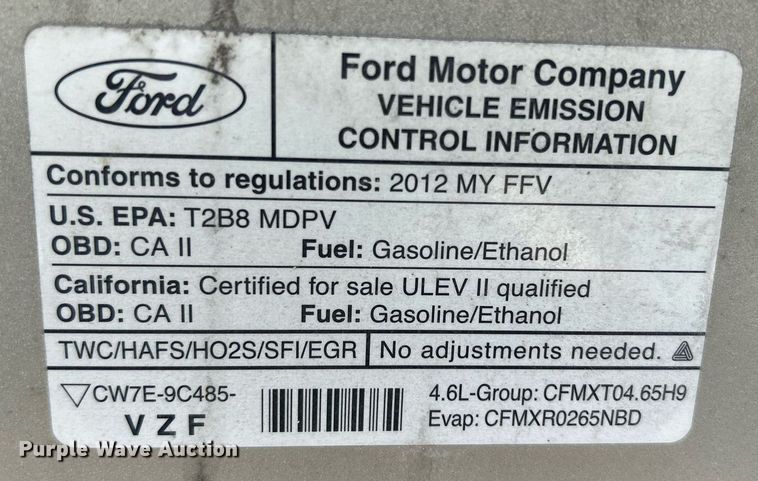 Ford
Ford Motor Company
VEHICLE EMISSION
CONTROL INFORMATION
Conforms to regulations: 2012 MY FFV
U.S. EPA: T2B8 MDPV
OBD: CA II Fuel: Gasoline/Ethanol
California: Certified for sale ULEV II qualified
OBD: CA II Fuel: Gasoline/Ethanol
TWC/HAFS/HO2S/SFI/EGR No adjustments needed.
CW7E-9C485- 4.6L-Group: CFMXT04.65H9
V Z F Evap: CFMXR0265NBD
Purple Wave Auction